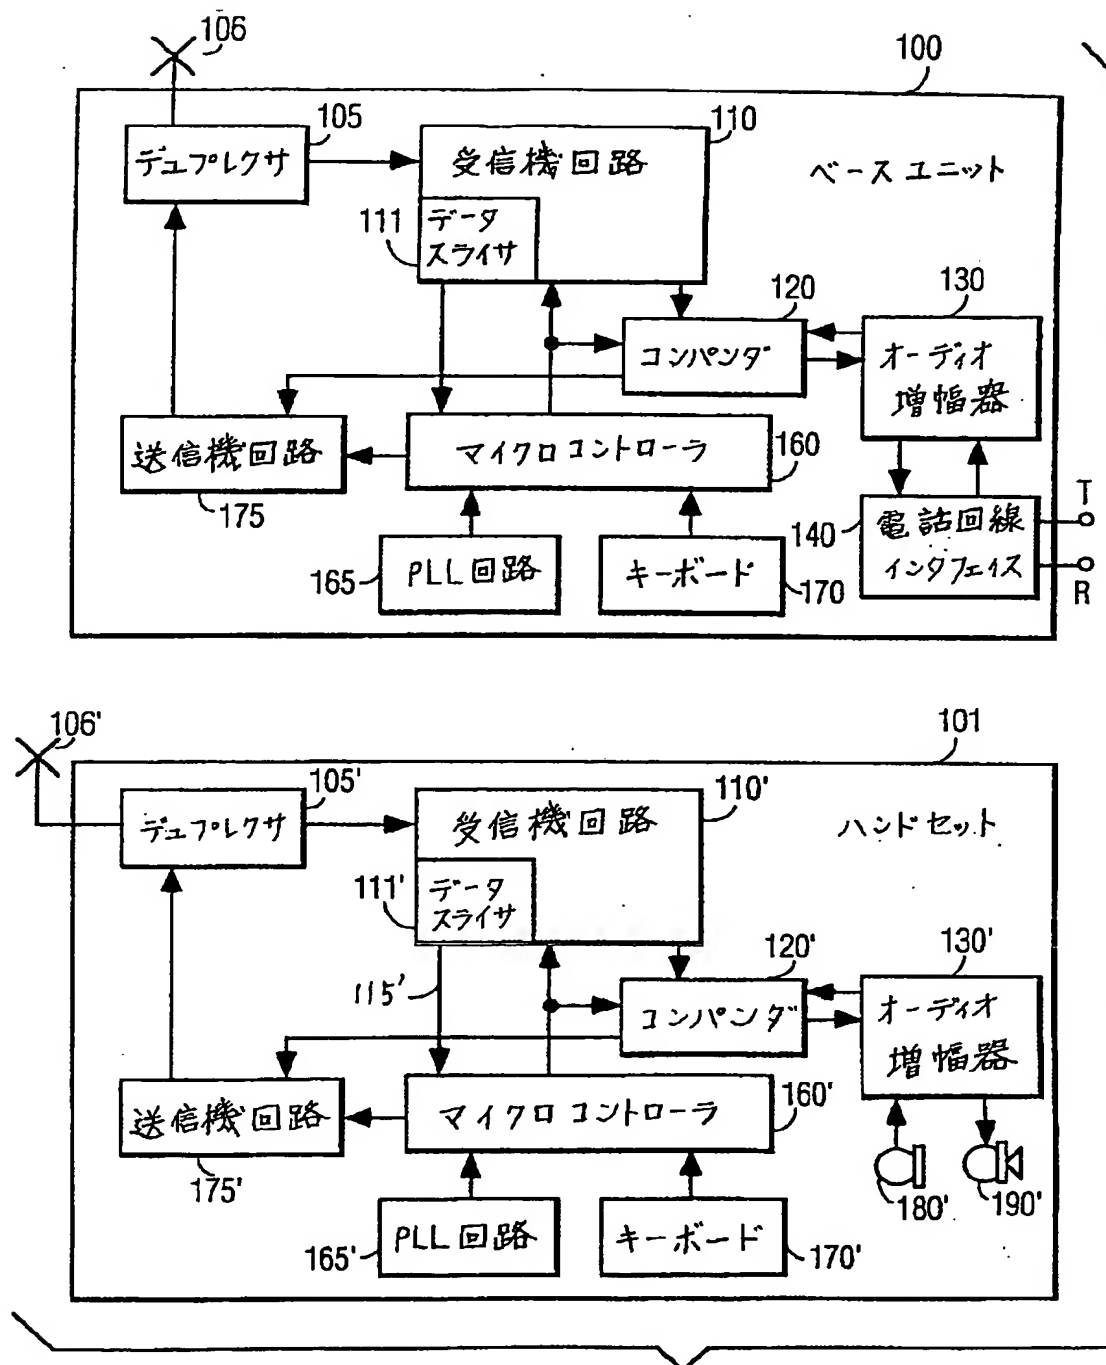 106
100
105
デュプレクサ
110
受信機回路
ベースユニット
111
データ
スライサ
120
コンパンダ
130
オーディオ
増幅器
送信機回路
175
マイクロコントローラ
160
165
PLL回路
キーボード
170
140
電話回線
インタフェイス
T
R
106'
101
105'
デュプレクサ
110'
受信機回路
ハンドセット
111'
データ
スライサ
115'
120'
コンパンダ
130'
オーディオ
増幅器
送信機回路
175'
マイクロコントローラ
160'
165'
PLL回路
キーボード
170'
180'
190'